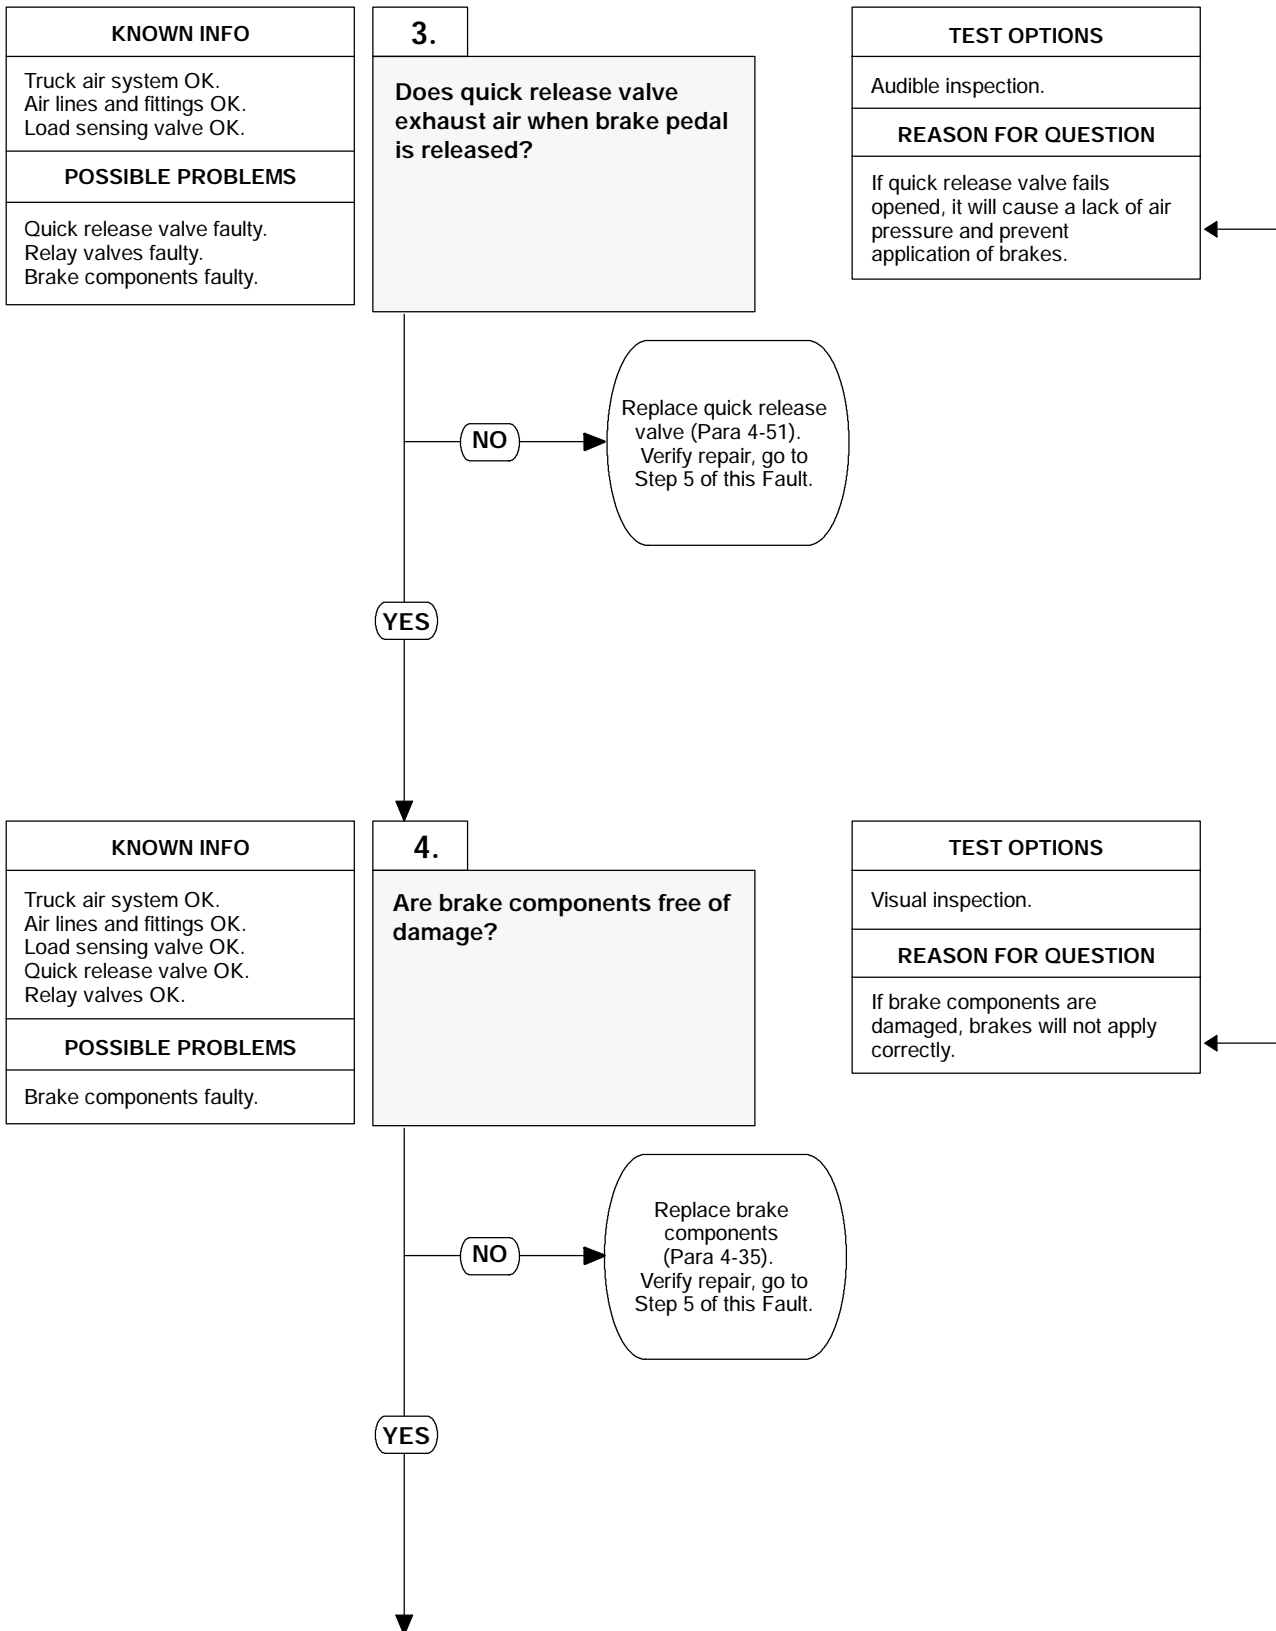 KNOWN INFO
Truck air system OK.
Air lines and fittings OK.
Load sensing valve OK.
POSSIBLE PROBLEMS
Quick release valve faulty.
Relay valves faulty.
Brake components faulty.
3.
Does quick release valve
exhaust air when brake pedal
is released?
TEST OPTIONS
Audible inspection.
REASON FOR QUESTION
If quick release valve fails
opened, it will cause a lack of air
pressure and prevent
application of brakes.
NO
Replace quick release
valve (Para 4-51).
Verify repair, go to
Step 5 of this Fault.
YES
KNOWN INFO
Truck air system OK.
Air lines and fittings OK.
Load sensing valve OK.
Quick release valve OK.
Relay valves OK.
POSSIBLE PROBLEMS
Brake components faulty.
4.
Are brake components free of
damage?
TEST OPTIONS
Visual inspection.
REASON FOR QUESTION
If brake components are
damaged, brakes will not apply
correctly.
NO
Replace brake
components
(Para 4-35).
Verify repair, go to
Step 5 of this Fault.
YES